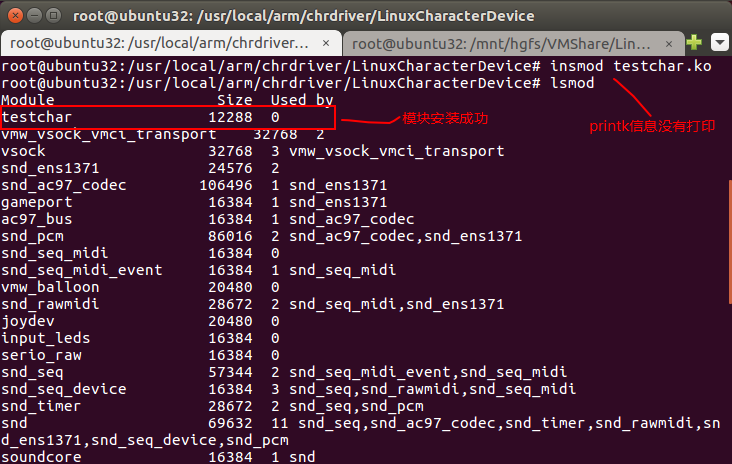 root@ubuntu32: /usr/local/arm/chrdriver/LinuxCharacterDevice
root@ubuntu32: /usr/local/arm/chrdriver... × root@ubuntu32: /mnt/hgfs/VMShare/Lin... ×
root@ubuntu32:/usr/local/arm/chrdriver/LinuxCharacterDevice# insmod testchar.ko
root@ubuntu32:/usr/local/arm/chrdriver/LinuxCharacterDevice# lsmod
Module Size Used by
testchar 12288 0 模块安装成功 printk信息没有打印
vmw_vsock_vmci_transport 32768 2
vsock 32768 3 vmw_vsock_vmci_transport
snd_ens1371 24576 2
snd_ac97_codec 106496 1 snd_ens1371
gameport 16384 1 snd_ens1371
ac97_bus 16384 1 snd_ac97_codec
snd_pcm 86016 2 snd_ac97_codec,snd_ens1371
snd_seq_midi 16384 0
snd_seq_midi_event 16384 1 snd_seq_midi
vmw_balloon 20480 0
snd_rawmidi 28672 2 snd_seq_midi,snd_ens1371
joydev 20480 0
input_leds 16384 0
serio_raw 16384 0
snd_seq 57344 2 snd_seq_midi_event,snd_seq_midi
snd_seq_device 16384 3 snd_seq,snd_rawmidi,snd_seq_midi
snd_timer 28672 2 snd_seq,snd_pcm
snd 69632 11 snd_seq,snd_ac97_codec,snd_timer,snd_rawmidi,sn
d_ens1371,snd_seq_device,snd_pcm
soundcore 16384 1 snd